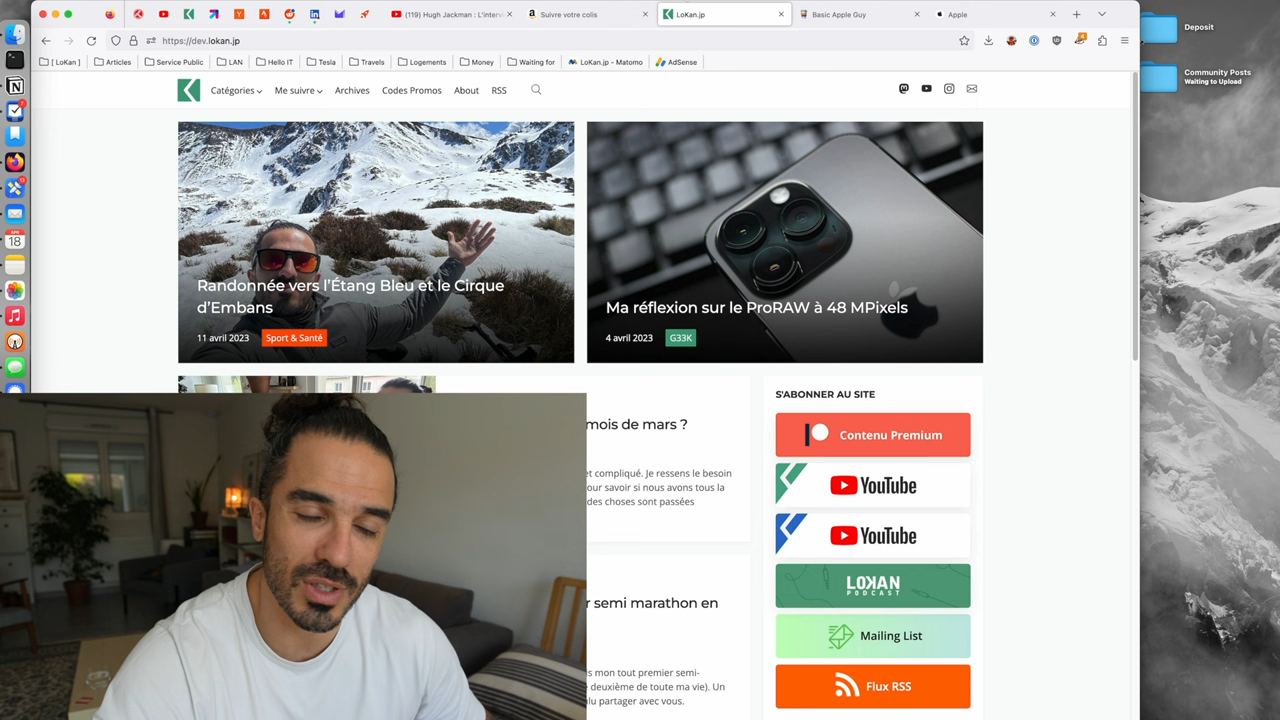 (119) Hugh Jackman : L'interv
Suivre votre colis
LoKan.jp
Basic Apple Guy
Apple
https://dev.lokan.jp
[ LoKan ]
Articles
Service Public
LAN
Hello IT
Tesla
Travels
Logements
Money
Waiting for
LoKan.jp - Matomo
AdSense
Catégories
Me suivre
Archives
Codes Promos
About
RSS
Randonnée vers l'Étang Bleu et le Cirque
d'Embans
11 avril 2023
Sport & Santé
Ma réflexion sur le ProRAW à 48 MPixels
4 avril 2023
G33K
mois de mars ?
et compliqué. Je ressens le besoin
our savoir si nous avons tous la
des choses sont passées
r semi marathon en
s mon tout premier semi-
e deuxième de toute ma vie). Un
lu partager avec vous.
S'ABONNER AU SITE
Contenu Premium
YouTube
YouTube
LOKAN
PODCAST
Mailing List
Flux RSS
Deposit
Community Posts
Waiting to Upload
18